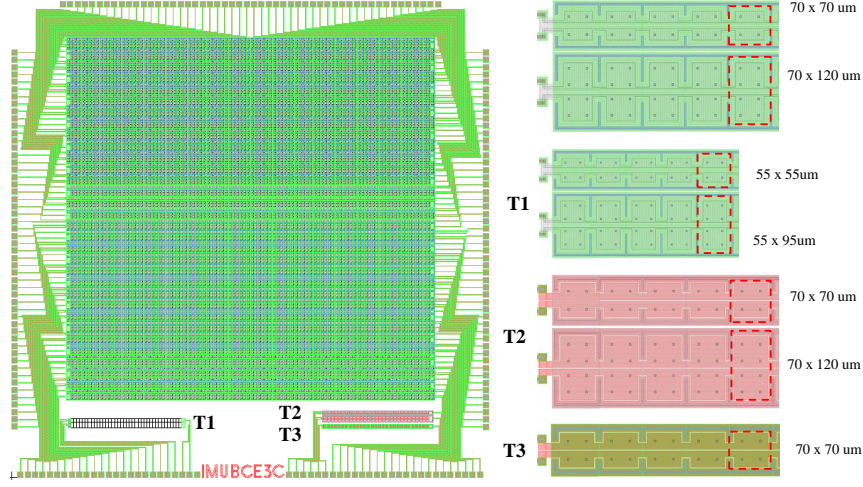 70 x 70 um
70 x 120 um
T1
55 x 55um
55 x 95um
T2
70 x 70 um
70 x 120 um
T3
70 x 70 um
T1
T2
T3
IMUBCE3C